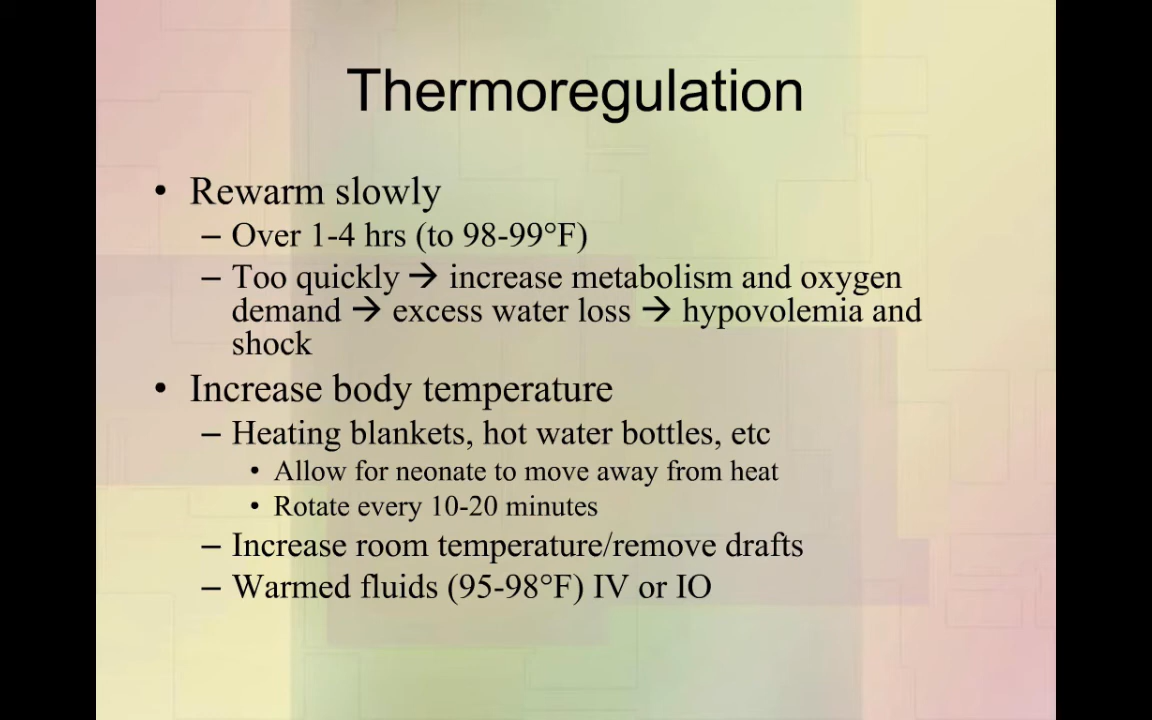 Thermoregulation
• Rewarm slowly
– Over 1-4 hrs (to 98-99°F)
– Too quickly → increase metabolism and oxygen
demand → excess water loss → hypovolemia and
shock
• Increase body temperature
– Heating blankets, hot water bottles, etc
• Allow for neonate to move away from heat
• Rotate every 10-20 minutes
– Increase room temperature/remove drafts
– Warmed fluids (95-98°F) IV or IO